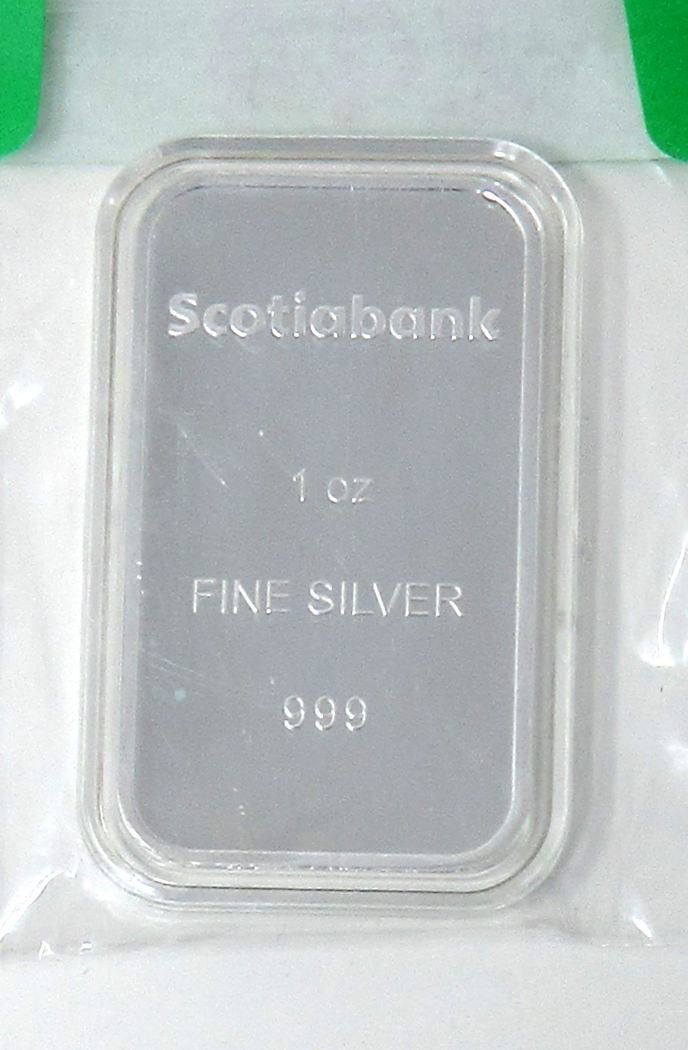 Scotiabank
1 oz
FINE SILVER
999